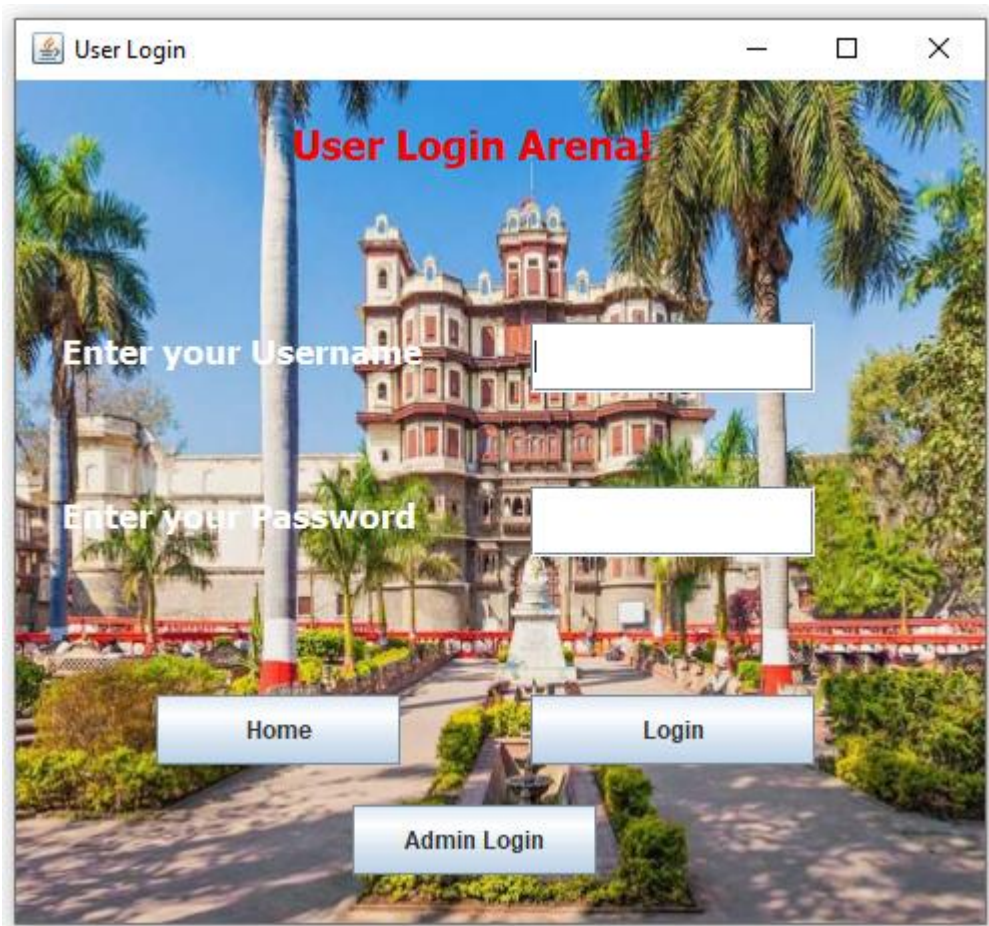 User Login
User Login Arena!
Enter your Username
Enter your Password
Home
Login
Admin Login